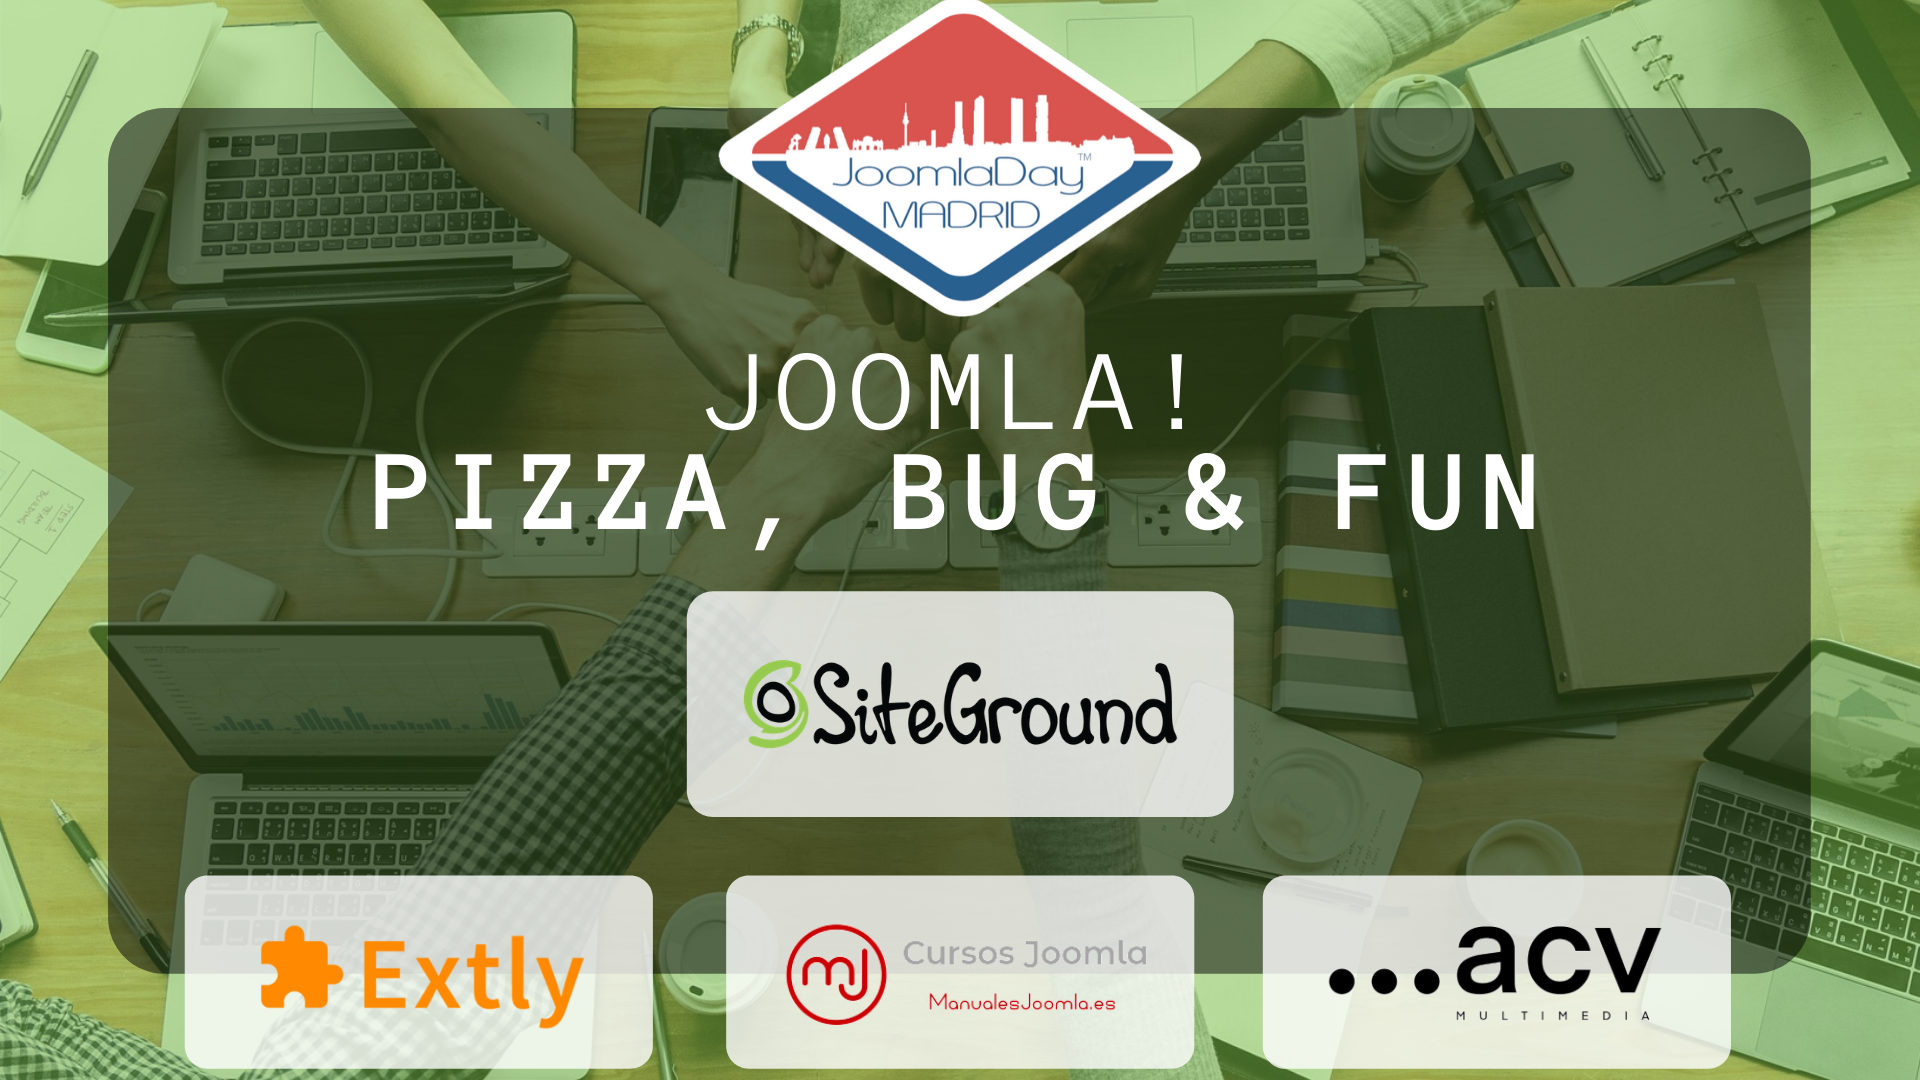 JoomlaDay™
MADRID
JOOMLA!
PIZZA, BUG & FUN
SiteGround
Extly
Cursos Joomla
ManualesJoomla.es
...acv
MULTIMEDIA